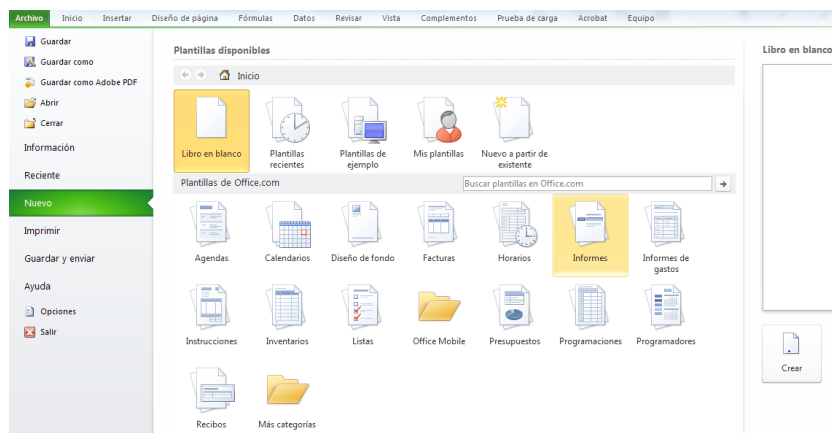 Archivo Inicio Insertar Diseño de página Fórmulas Datos Revisar Vista Complementos Prueba de carga Acrobat Equipo
Guardar
Guardar como
Guardar como Adobe PDF
Abrir
Cerrar
Información
Reciente
Nuevo
Imprimir
Guardar y enviar
Ayuda
Opciones
Salir
Plantillas disponibles
Inicio
Libro en blanco
Plantillas recientes
Plantillas de ejemplo
Mis plantillas
Nuevo a partir de existente
Plantillas de Office.com
Buscar plantillas en Office.com
Agendas
Calendarios
Diseño de fondo
Facturas
Horarios
Informes
Informes de gastos
Instrucciones
Inventarios
Listas
Office Mobile
Presupuestos
Programaciones
Programadores
Recibos
Más categorías
Libro en blanco
Crear